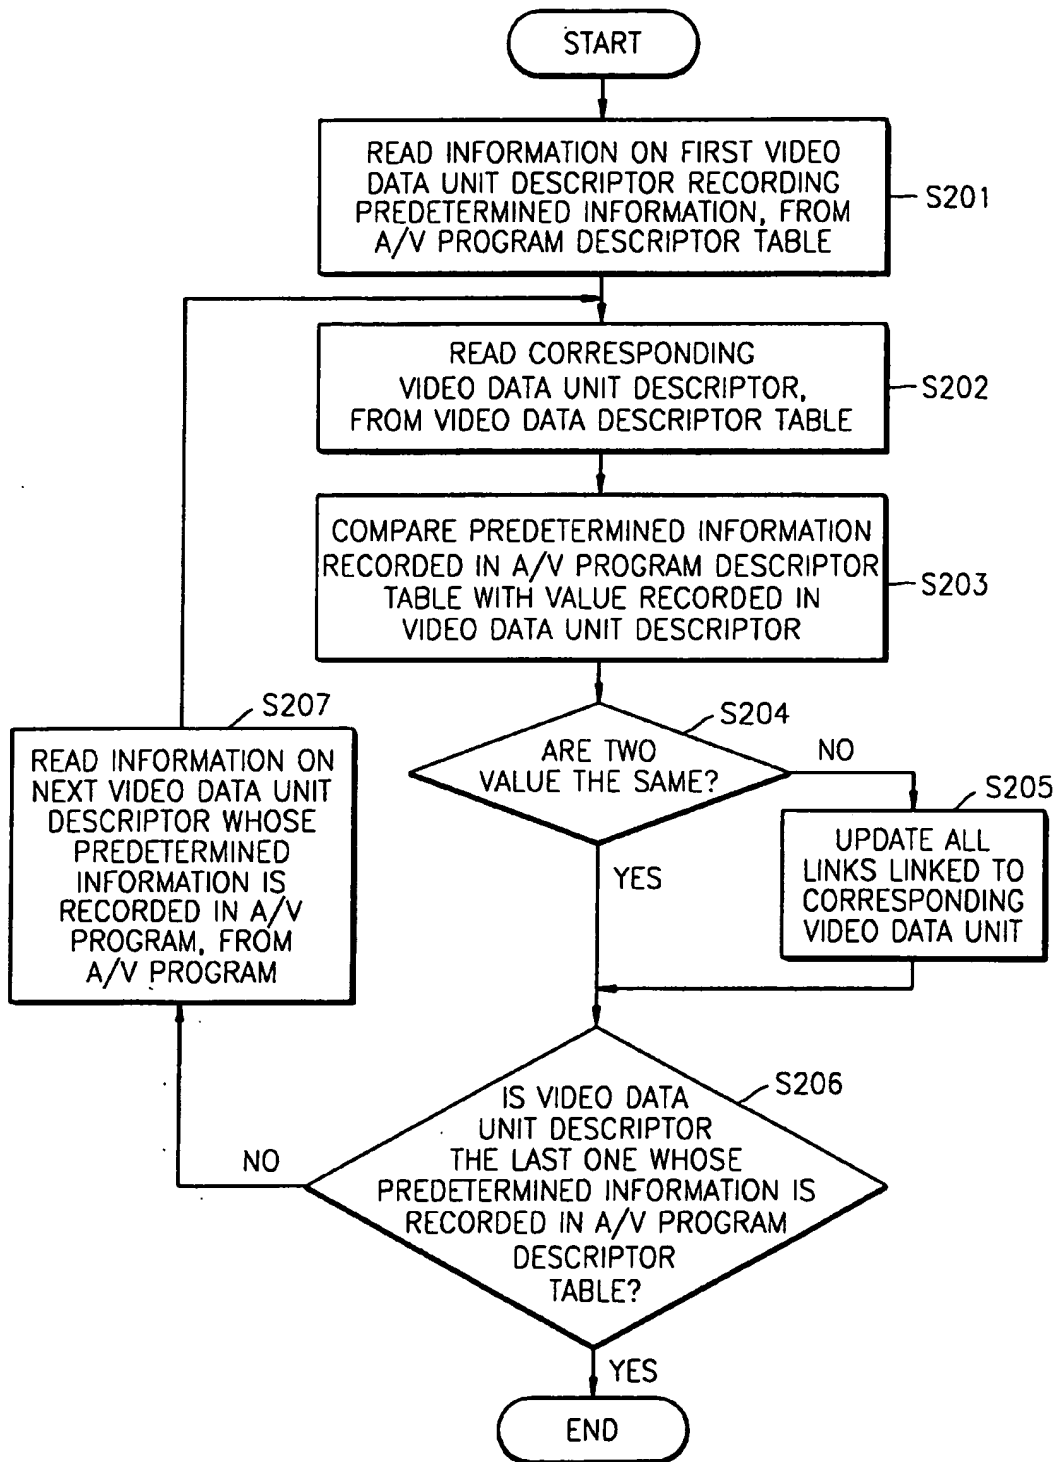 START
READ INFORMATION ON FIRST VIDEO
DATA UNIT DESCRIPTOR RECORDING
PREDETERMINED INFORMATION, FROM
A/V PROGRAM DESCRIPTOR TABLE
S201
READ CORRESPONDING
VIDEO DATA UNIT DESCRIPTOR,
FROM VIDEO DATA DESCRIPTOR TABLE
S202
COMPARE PREDETERMINED INFORMATION
RECORDED IN A/V PROGRAM DESCRIPTOR
TABLE WITH VALUE RECORDED IN
VIDEO DATA UNIT DESCRIPTOR
S203
S204
ARE TWO
VALUE THE SAME?
NO
YES
S205
UPDATE ALL
LINKS LINKED TO
CORRESPONDING
VIDEO DATA UNIT
S206
IS VIDEO DATA
UNIT DESCRIPTOR
THE LAST ONE WHOSE
PREDETERMINED INFORMATION IS
RECORDED IN A/V PROGRAM
DESCRIPTOR
TABLE?
NO
S207
READ INFORMATION ON
NEXT VIDEO DATA UNIT
DESCRIPTOR WHOSE
PREDETERMINED
INFORMATION IS
RECORDED IN A/V
PROGRAM, FROM
A/V PROGRAM
YES
END